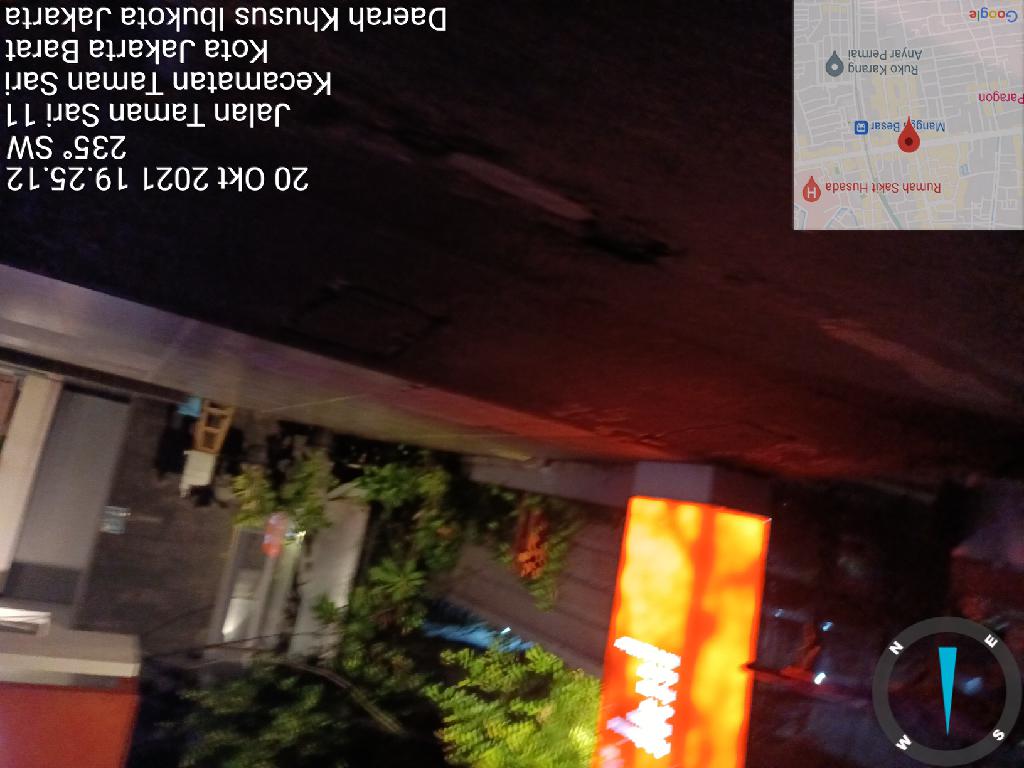 S
W
E
N
Rumah Sakit Husada
H
Mangga Besar
Paragon
Ruko Karang
Anyar Permai
Google
20 Okt 2021 19.25.12
235° SW
Jalan Taman Sari 11
Kecamatan Taman Sari
Kota Jakarta Barat
Daerah Khusus Ibukota Jakarta